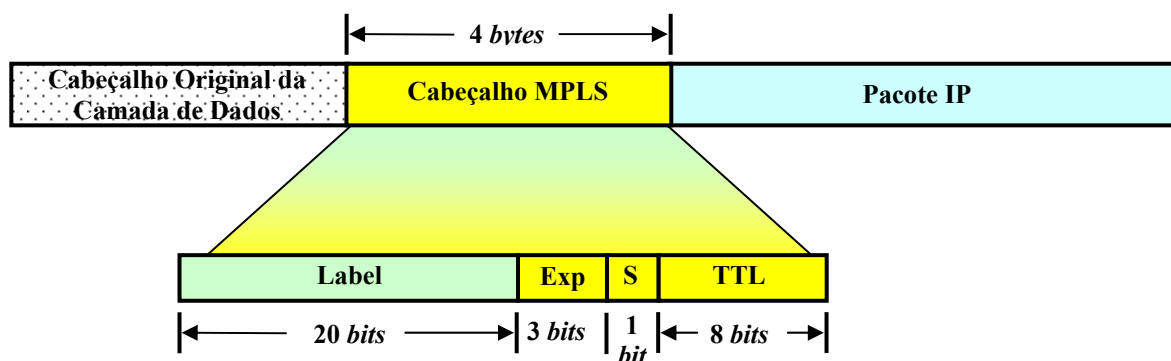 4 bytes
Cabeçalho Original da
Camada de Dados
Cabeçalho MPLS
Pacote IP
Label
Exp
S
TTL
20 bits
3 bits
1
bit
8 bits